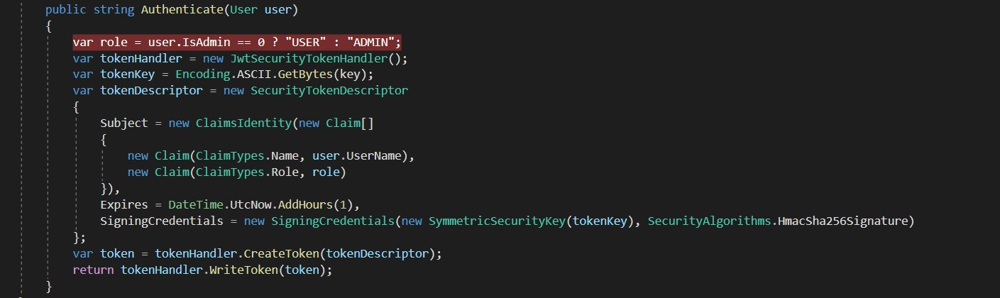 public string Authenticate(User user)
{
var role = user.IsAdmin == 0 ? "USER" : "ADMIN";
var tokenHandler = new JwtSecurityTokenHandler();
var tokenKey = Encoding.ASCII.GetBytes(key);
var tokenDescriptor = new SecurityTokenDescriptor
{
Subject = new ClaimsIdentity(new Claim[]
{
new Claim(ClaimTypes.Name, user.UserName),
new Claim(ClaimTypes.Role, role)
}),
Expires = DateTime.UtcNow.AddHours(1),
SigningCredentials = new SigningCredentials(new SymmetricSecurityKey(tokenKey), SecurityAlgorithms.HmacSha256Signature)
};
var token = tokenHandler.CreateToken(tokenDescriptor);
return tokenHandler.WriteToken(token);
}